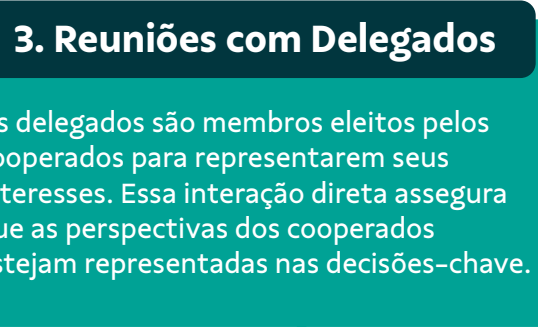 3. Reuniões com Delegados
s delegados são membros eleitos pelos
ooperados para representarem seus
teresses. Essa interação direta assegura
ue as perspectivas dos cooperados
stejam representadas nas decisões-chave.